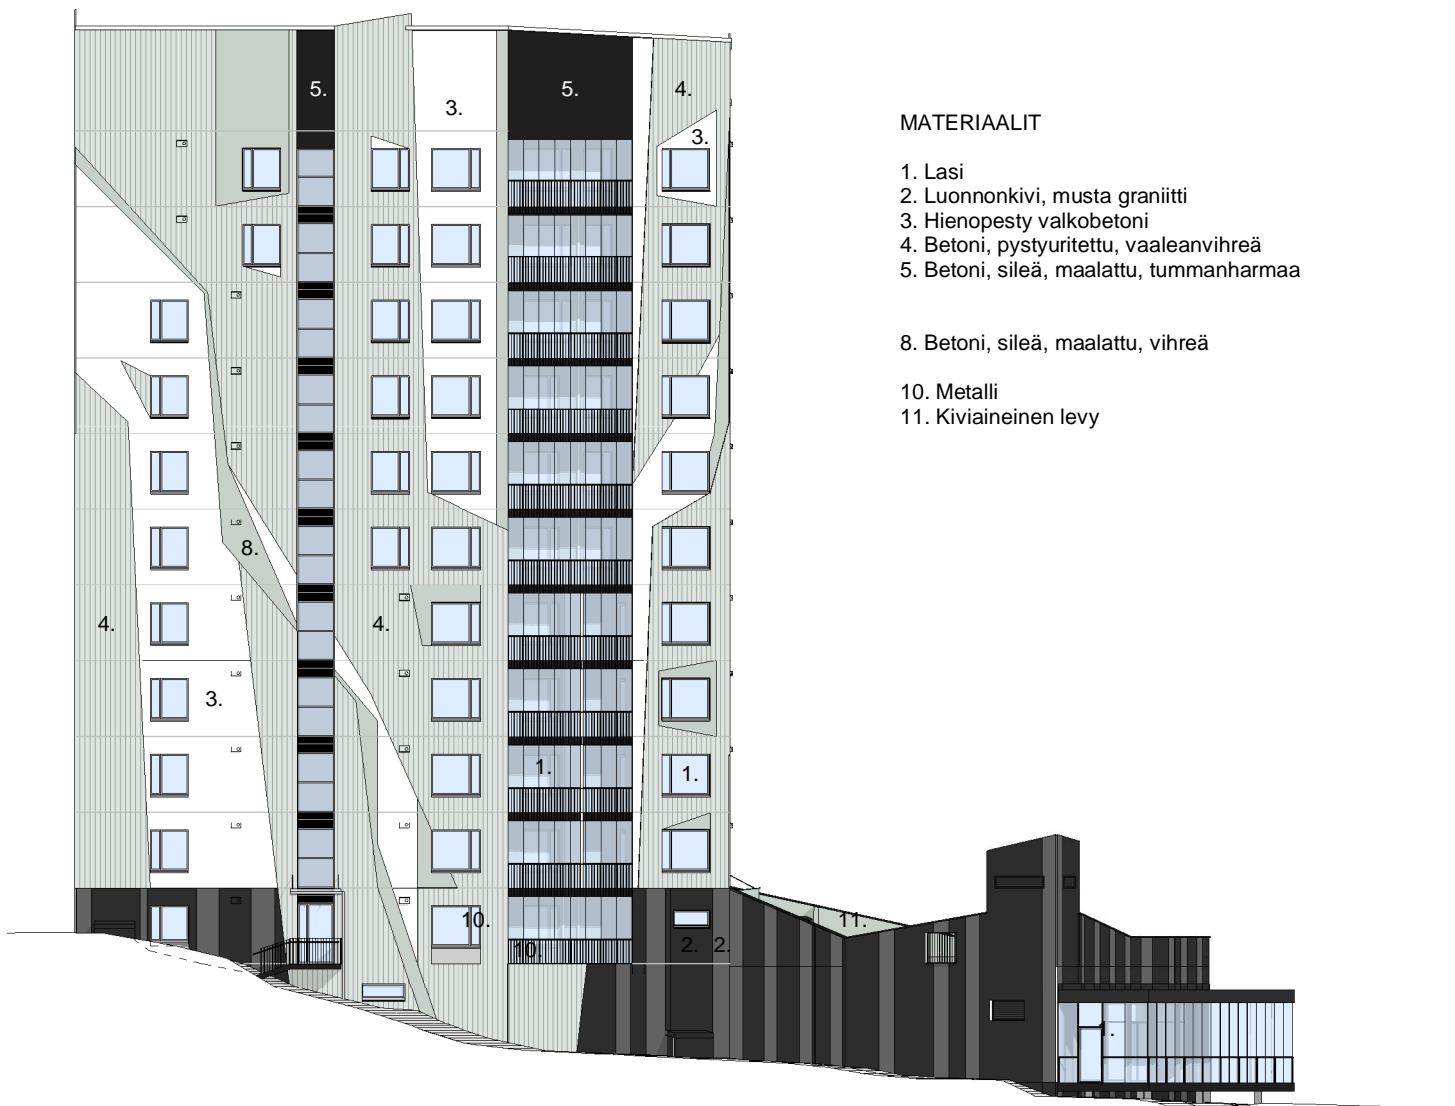 5.
5.
4.
3.
3.
MATERIAALIT
1. Lasi
2. Luonnonkivi, musta graniitti
3. Hienopesty valkobetoni
4. Betoni, pystyuritettu, vaaleanvihreä
5. Betoni, sileä, maalattu, tummanharmaa
8. Betoni, sileä, maalattu, vihreä
10. Metalli
11. Kiviaineinen levy
8.
4.
4.
3.
1.
1.
10.
11.
10.
2.
2.